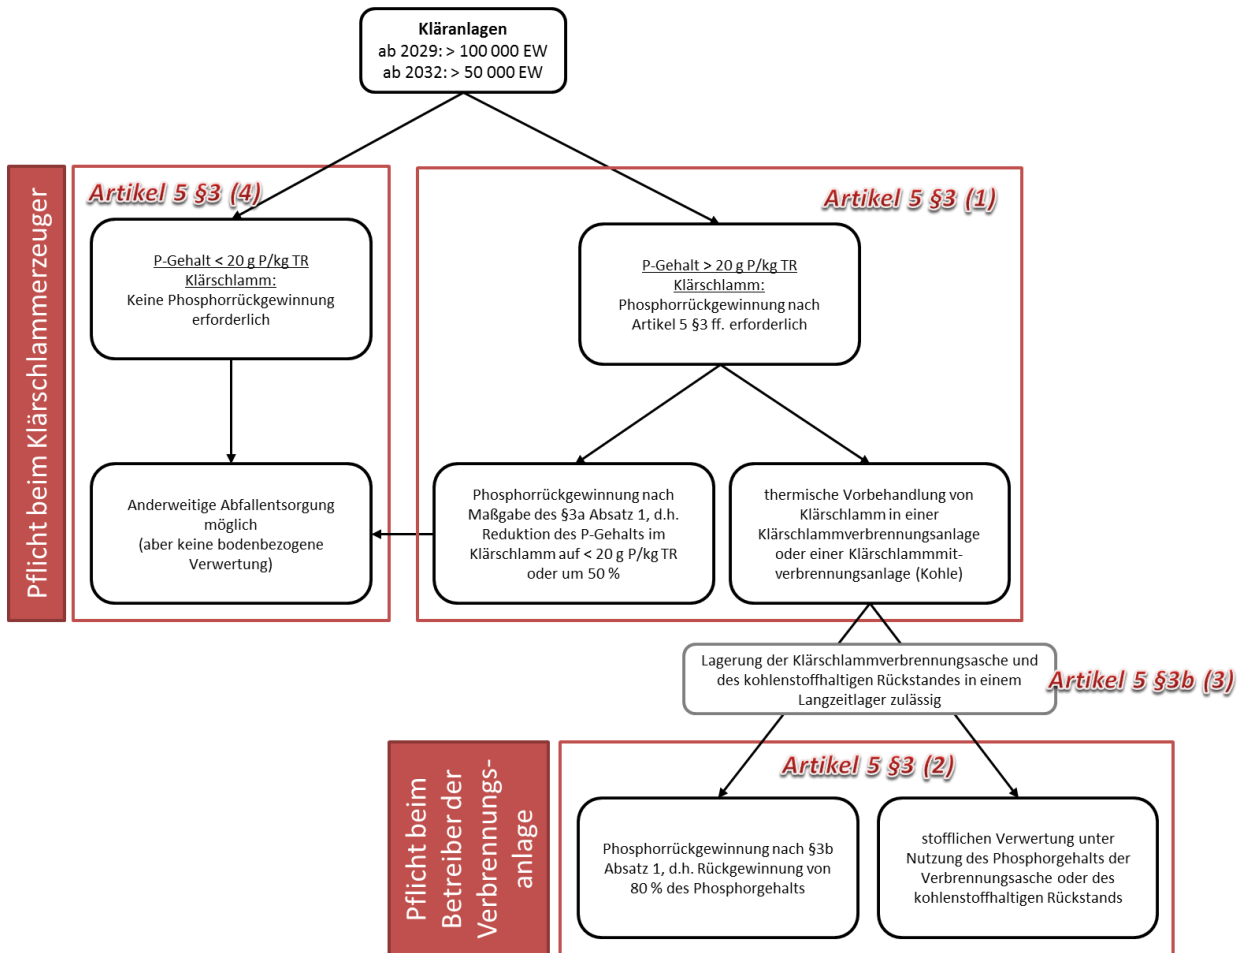 Kläranlagen
ab 2029: > 100 000 EW
ab 2032: > 50 000 EW
Pflicht beim Klärschlammerzeuger
Artikel 5 §3 (4)
P-Gehalt < 20 g P/kg TR
Klärschlamm:
Keine Phosphorrückgewinnung
erforderlich
Anderweitige Abfallentsorgung
möglich
(aber keine bodenbezogene
Verwertung)
Artikel 5 §3 (1)
P-Gehalt > 20 g P/kg TR
Klärschlamm:
Phosphorrückgewinnung nach
Artikel 5 §3 ff. erforderlich
Phosphorrückgewinnung nach
Maßgabe des §3a Absatz 1, d.h.
Reduktion des P-Gehalts im
Klärschlamm auf < 20 g P/kg TR
oder um 50 %
thermische Vorbehandlung von
Klärschlamm in einer
Klärschlammverbrennungsanlage
oder einer Klärschlammmit-
verbrennungsanlage (Kohle)
Lagerung der Klärschlammverbrennungsasche und
des kohlenstoffhaltigen Rückstandes in einem
Langzeitlager zulässig
Artikel 5 §3b (3)
Pflicht beim
Betreiber der
Verbrennungs-
anlage
Artikel 5 §3 (2)
Phosphorrückgewinnung nach §3b
Absatz 1, d.h. Rückgewinnung von
80 % des Phosphorgehalts
stofflichen Verwertung unter
Nutzung des Phosphorgehalts der
Verbrennungsasche oder des
kohlenstoffhaltigen Rückstands